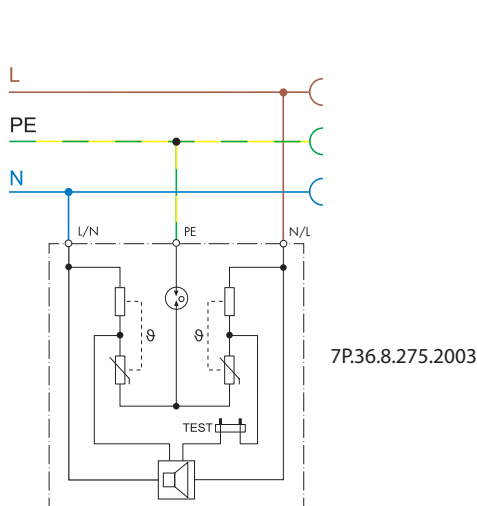 L
PE
N
L/N
PE
N/L
ϑ
ϑ
7P.36.8.275.2003
TEST